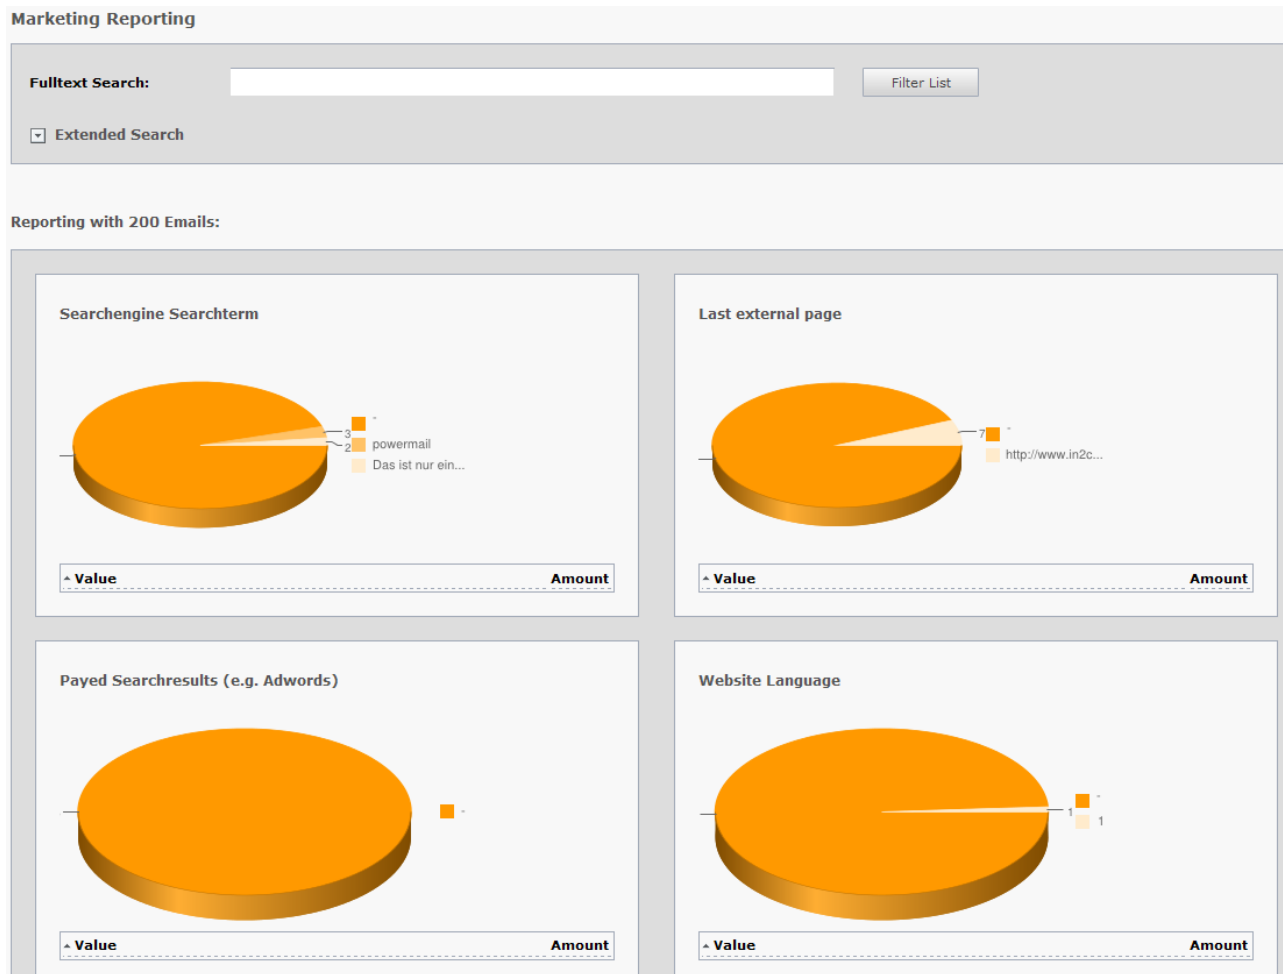 Marketing Reporting
Fulltext Search:
Filter List
Extended Search
Reporting with 200 Emails:
Searchengine Searchterm
-
3
powermail
2
Das ist nur ein...
Value Amount
Last external page
7
-
http://www.in2c...
Value Amount
Payed Searchresults (e.g. Adwords)
-
Value Amount
Website Language
-
1
1
Value Amount